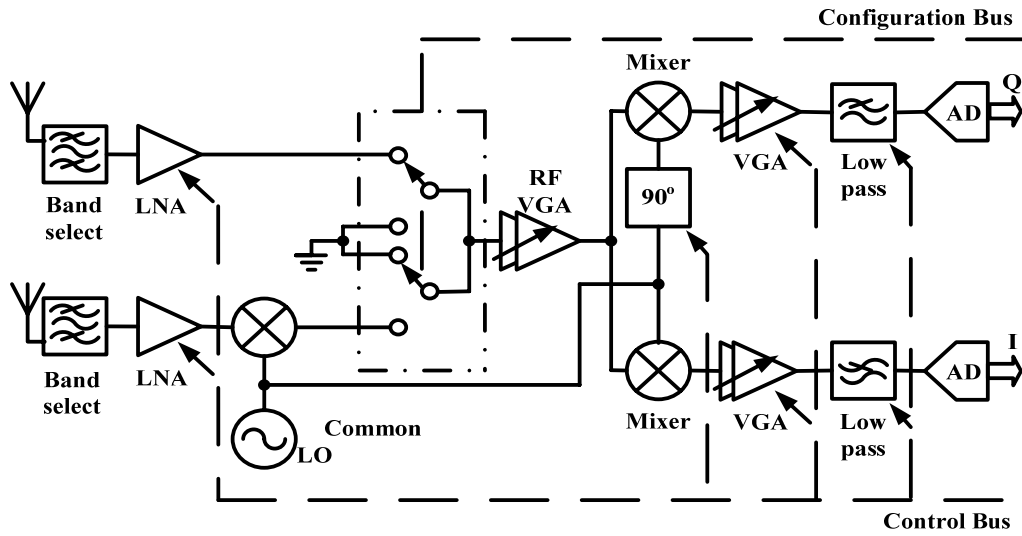 Configuration Bus
Mixer
Q
AD
Band
select
LNA
RF
VGA
90º
VGA
Low
pass
I
AD
Band
select
LNA
Common
LO
Mixer
VGA
Low
pass
Control Bus